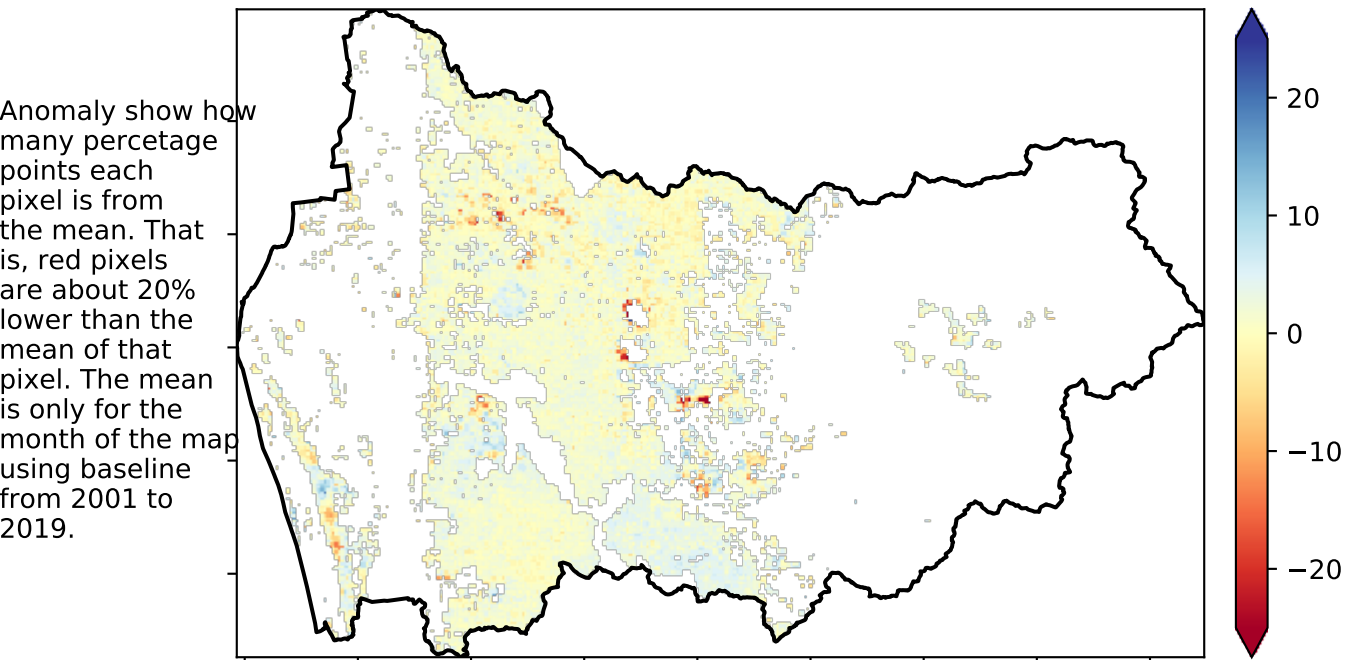 Anomaly show how
many percetage
points each
pixel is from
the mean. That
is, red pixels
are about 20%
lower than the
mean of that
pixel. The mean
is only for the
month of the map
using baseline
from 2001 to
2019.
20
10
0
−10
−20